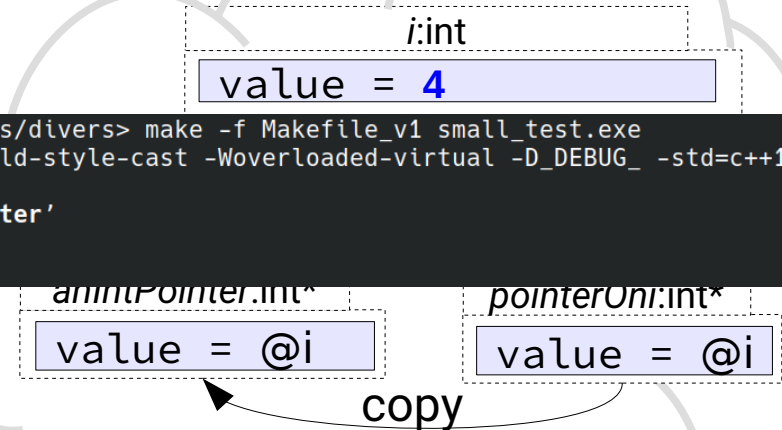 i:int
value = 4
s/divers> make -f Makefile_v1 small_test.exe
ld-style-cast -Woverloaded-virtual -D_DEBUG_ -std=c++1
ter’
anIntPointer:int* pointerOni:int*
value = @i value = @i
copy